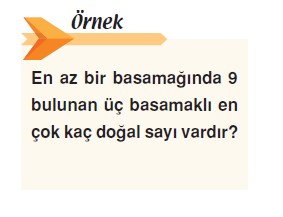 Örnek
En az bir basamağında 9
bulunan üç basamaklı en
çok kaç doğal sayı vardır?